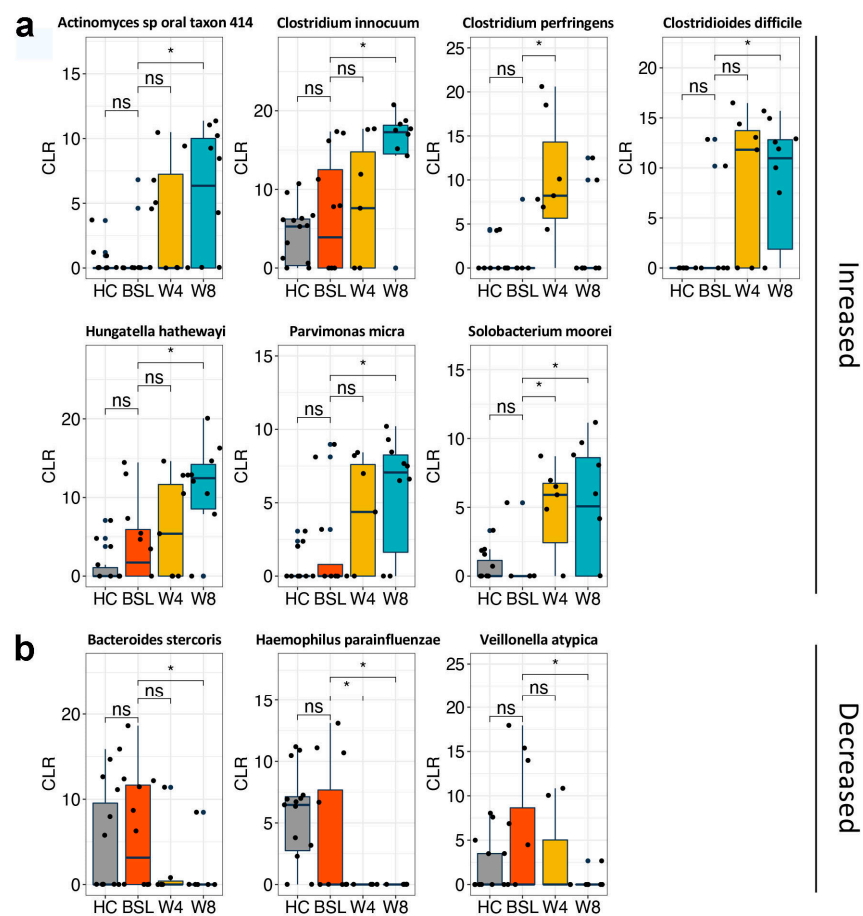 a
Actinomyces sp oral taxon 414
Clostridium innocuum
Clostridium perfringens
Clostridioides difficile
CLR
15
10
5
0
ns
ns
*
HC BSL W4 W8
CLR
20
10
0
ns
ns
*
HC BSL W4 W8
CLR
25
20
15
10
5
0
ns
*
HC BSL W4 W8
CLR
20
15
10
5
0
ns
ns
*
HC BSL W4 W8
Inreased
Hungatella hathewayi
Parvimonas micra
Solobacterium moorei
CLR
20
10
0
ns
ns
*
HC BSL W4 W8
CLR
15
10
5
0
ns
ns
*
HC BSL W4 W8
CLR
15
10
5
0
ns
*
*
HC BSL W4 W8
b
Bacteroides stercoris
Haemophilus parainfluenzae
Veillonella atypica
CLR
20
10
0
ns
ns
*
HC BSL W4 W8
CLR
15
10
5
0
ns
*
*
HC BSL W4 W8
CLR
25
20
15
10
5
0
ns
ns
*
HC BSL W4 W8
Decreased